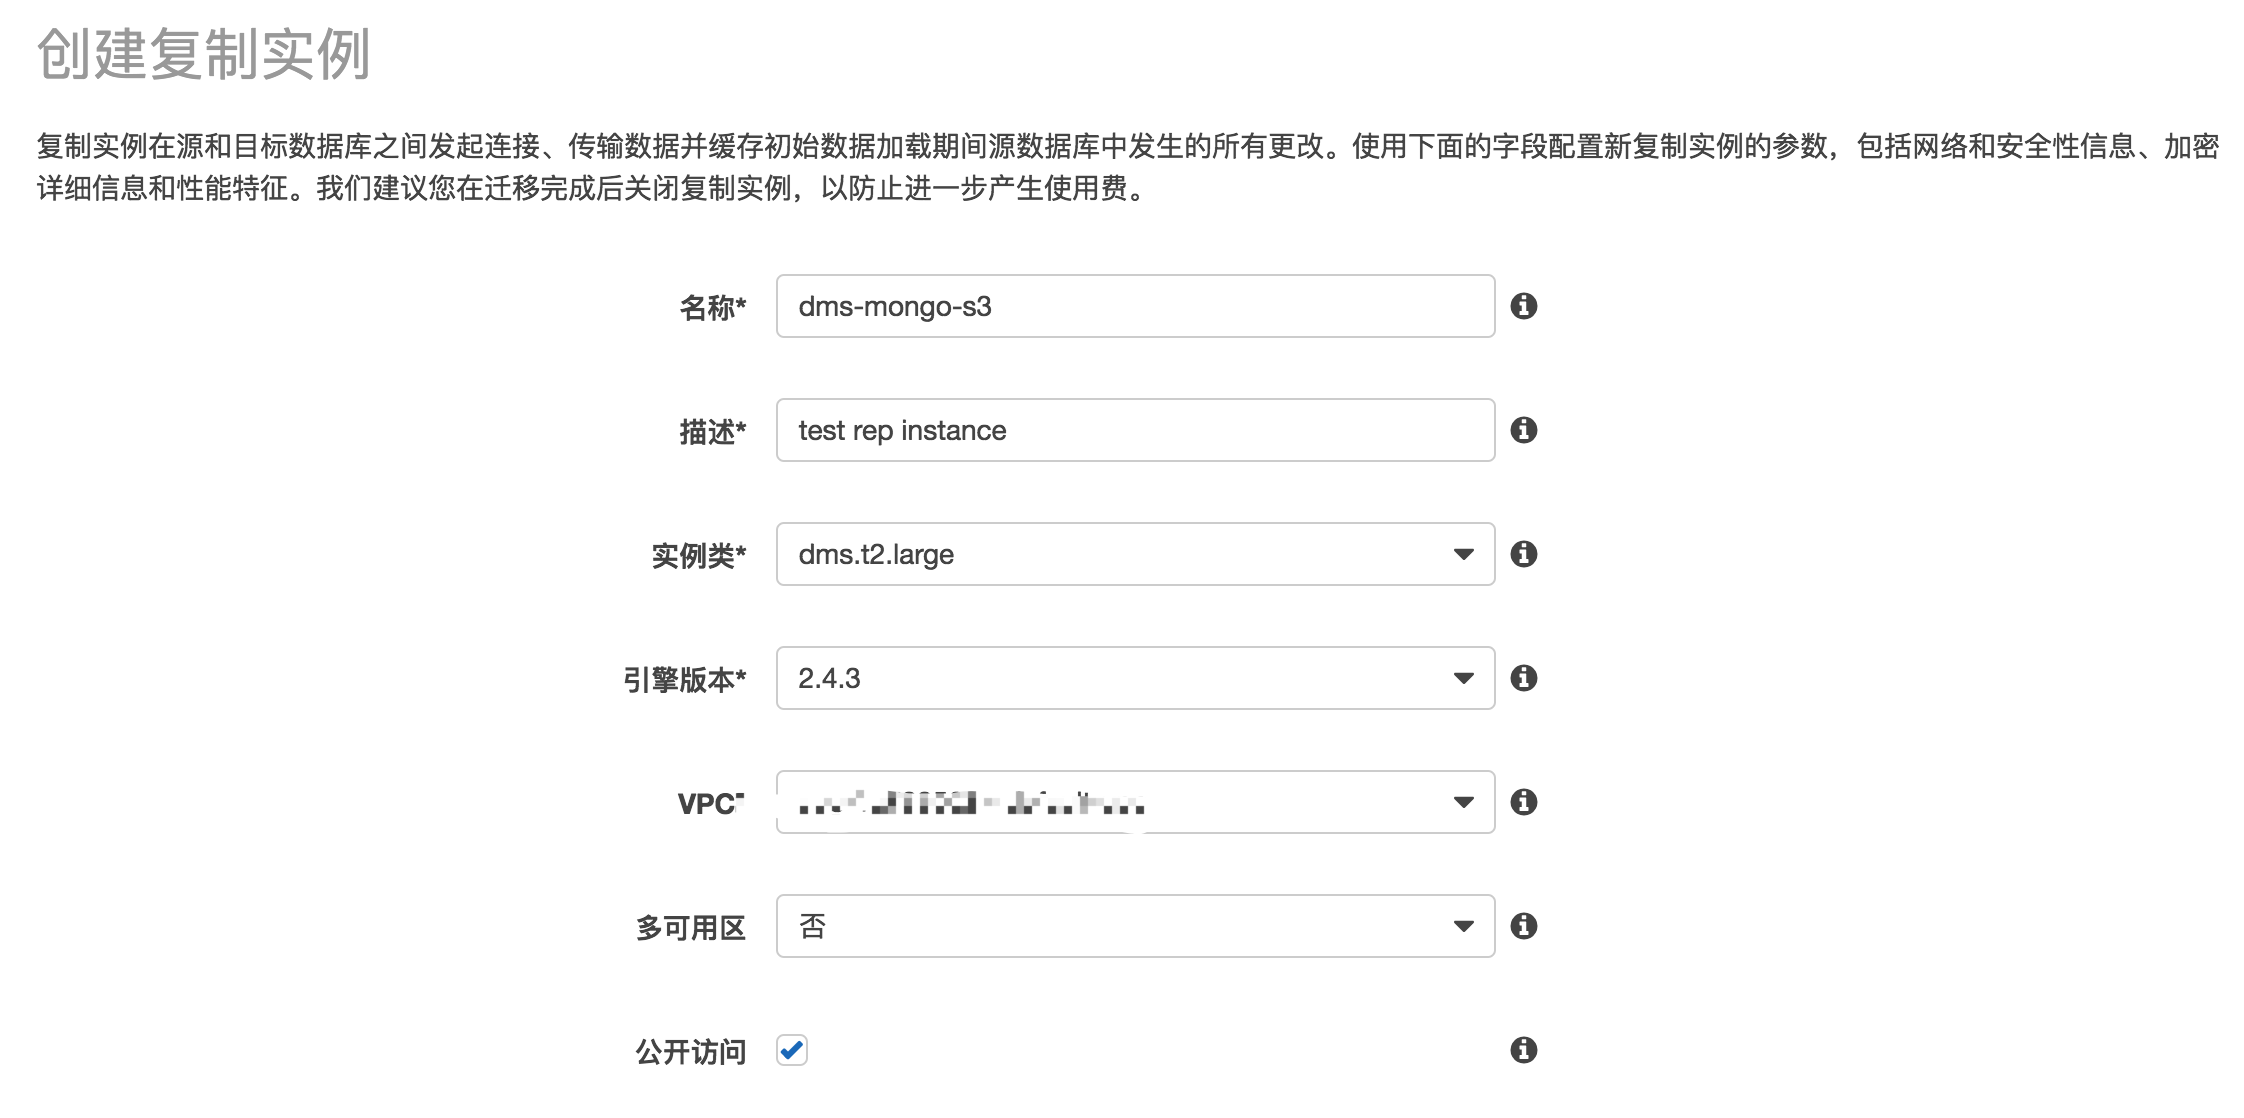 创建复制实例
复制实例在源和目标数据库之间发起连接、传输数据并缓存初始数据加载期间源数据库中发生的所有更改。使用下面的字段配置新复制实例的参数，包括网络和安全性信息、加密
详细信息和性能特征。我们建议您在迁移完成后关闭复制实例，以防止进一步产生使用费。
名称* dms-mongo-s3
描述* test rep instance
实例类* dms.t2.large
引擎版本* 2.4.3
VPC
多可用区 否
公开访问